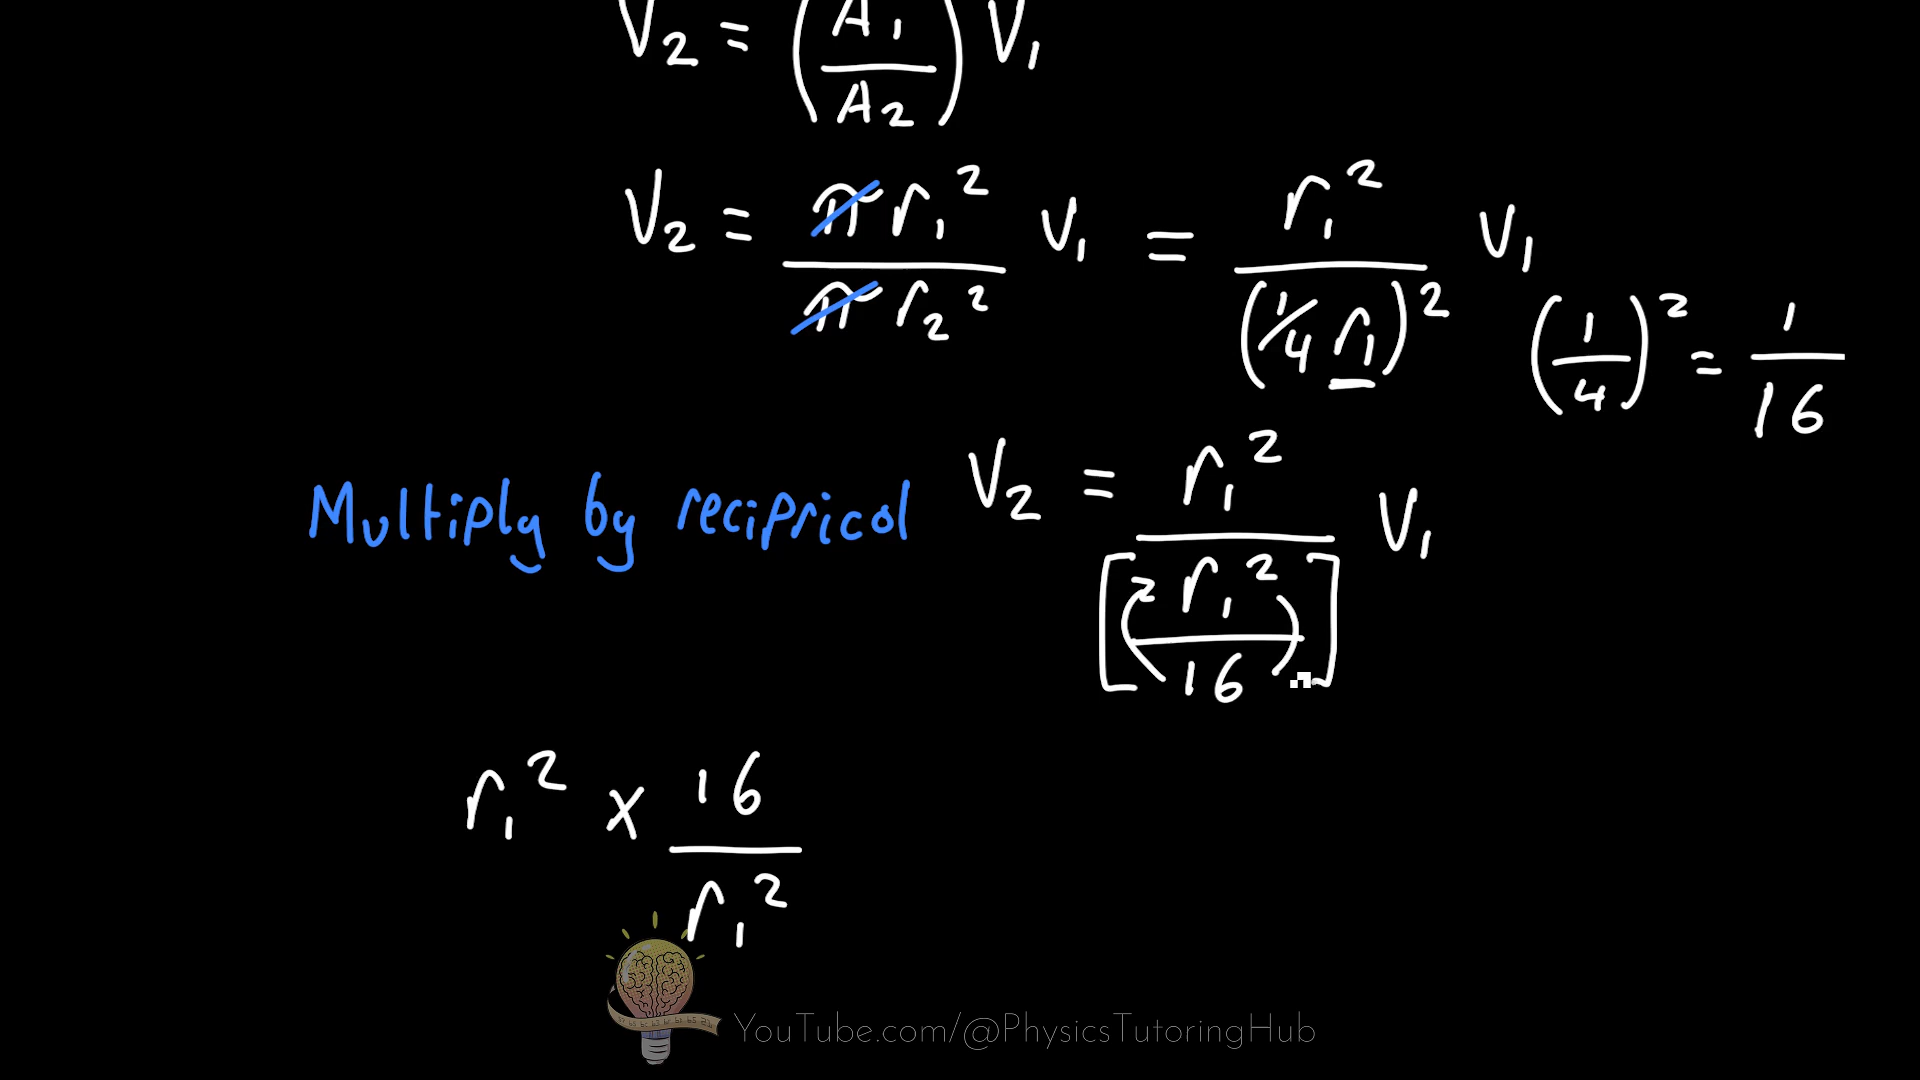 V₂ = (A₁/A₂) V₁
V₂ = πr₁²/πr₂² V₁ = r₁²/(1/4 r₁)² V₁
(1/4)² = 1/16
Multiply by recipricol
V₂ = r₁²/[(² r₁²/16)] V₁
r₁² x 16/r₁²
YouTube.com/@PhysicsTutoringHub